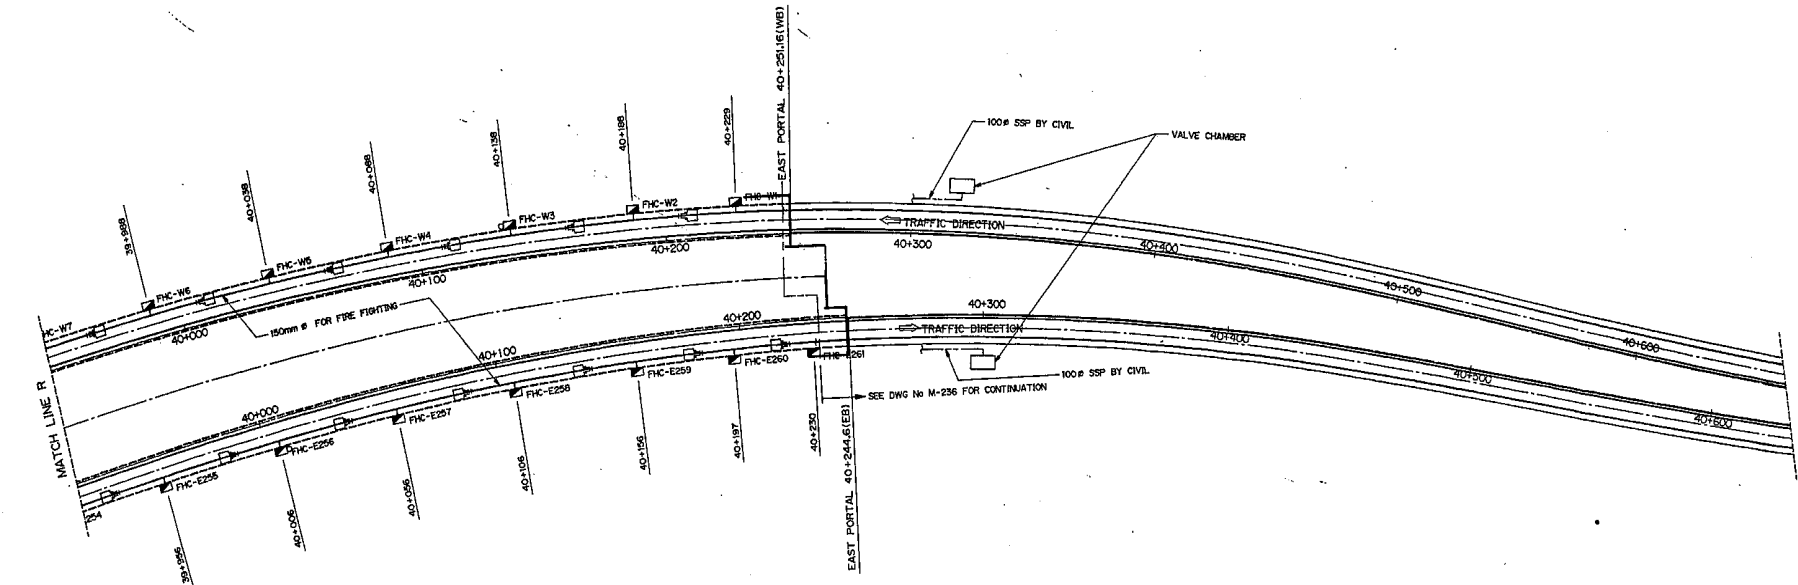 EAST PORTAL 40+251.16(WB)
39+988
40+038
40+088
40+138
40+188
40+229
100ø SSP BY CIVIL
VALVE CHAMBER
FHC-W6
FHC-W5
FHC-W4
FHC-W3
FHC-W2
FHC-W1
TRAFFIC DIRECTION
HC-W7
40+000
40+100
40+200
40+300
40+400
40+500
40+600
150mm ø FOR FIRE FIGHTING
MATCH LINE R
40+000
40+100
40+200
40+300
TRAFFIC DIRECTION
40+400
40+500
40+600
254
FHC-E255
FHC-E256
FHC-E257
FHC-E258
FHC-E259
FHC-E260
FHC-E261
100ø SSP BY CIVIL
SEE DWG No M-236 FOR CONTINUATION
39+956
40+006
40+056
40+106
40+156
40+197
40+230
EAST PORTAL 40+244.6(EB)